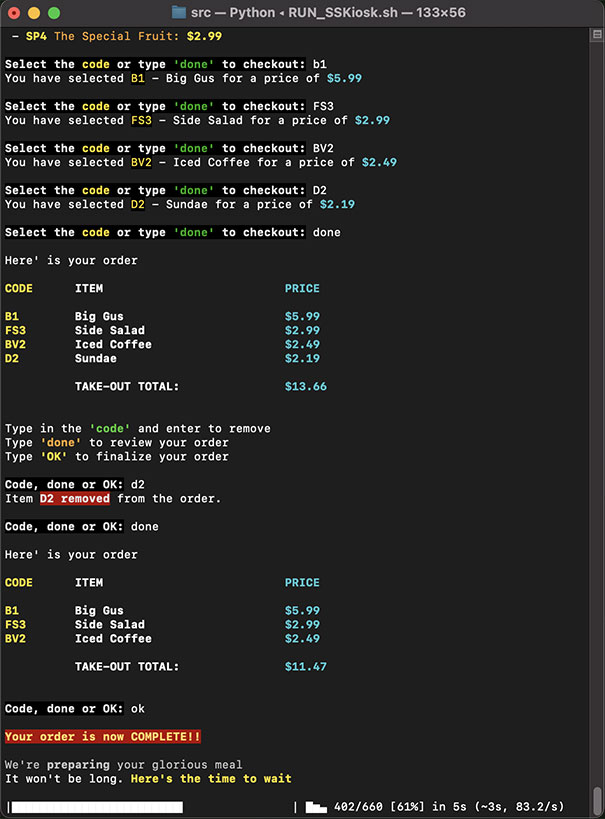 src — Python ◂ RUN_SSKiosk.sh — 133×56
– SP4 The Special Fruit: $2.99
Select the code or type 'done' to checkout: b1
You have selected B1 – Big Gus for a price of $5.99
Select the code or type 'done' to checkout: FS3
You have selected FS3 – Side Salad for a price of $2.99
Select the code or type 'done' to checkout: BV2
You have selected BV2 – Iced Coffee for a price of $2.49
Select the code or type 'done' to checkout: D2
You have selected D2 – Sundae for a price of $2.19
Select the code or type 'done' to checkout: done
Here' is your order
CODE ITEM PRICE
B1 Big Gus $5.99
FS3 Side Salad $2.99
BV2 Iced Coffee $2.49
D2 Sundae $2.19
TAKE–OUT TOTAL: $13.66
Type in the 'code' and enter to remove
Type 'done' to review your order
Type 'OK' to finalize your order
Code, done or OK: d2
Item D2 removed from the order.
Code, done or OK: done
Here' is your order
CODE ITEM PRICE
B1 Big Gus $5.99
FS3 Side Salad $2.99
BV2 Iced Coffee $2.49
TAKE–OUT TOTAL: $11.47
Code, done or OK: ok
Your order is now COMPLETE!!
We're preparing your glorious meal
It won't be long. Here's the time to wait
402/660 [61%] in 5s (~3s, 83.2/s)